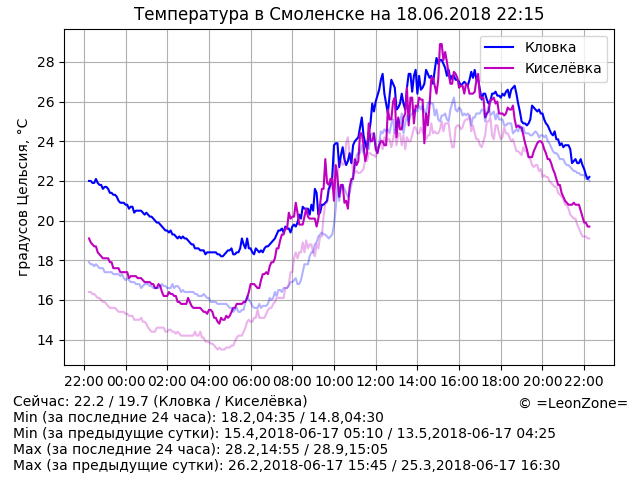 Температура в Смоленске на 18.06.2018 22:15
Кловка
Киселёвка
градусов Цельсия, °C
28
26
24
22
20
18
16
14
22:00 00:00 02:00 04:00 06:00 08:00 10:00 12:00 14:00 16:00 18:00 20:00 22:00
Сейчас: 22.2 / 19.7 (Кловка / Киселёвка)
© =LeonZone=
Min (за последние 24 часа): 18.2,04:35 / 14.8,04:30
Min (за предыдущие сутки): 15.4,2018-06-17 05:10 / 13.5,2018-06-17 04:25
Max (за последние 24 часа): 28.2,14:55 / 28.9,15:05
Max (за предыдущие сутки): 26.2,2018-06-17 15:45 / 25.3,2018-06-17 16:30